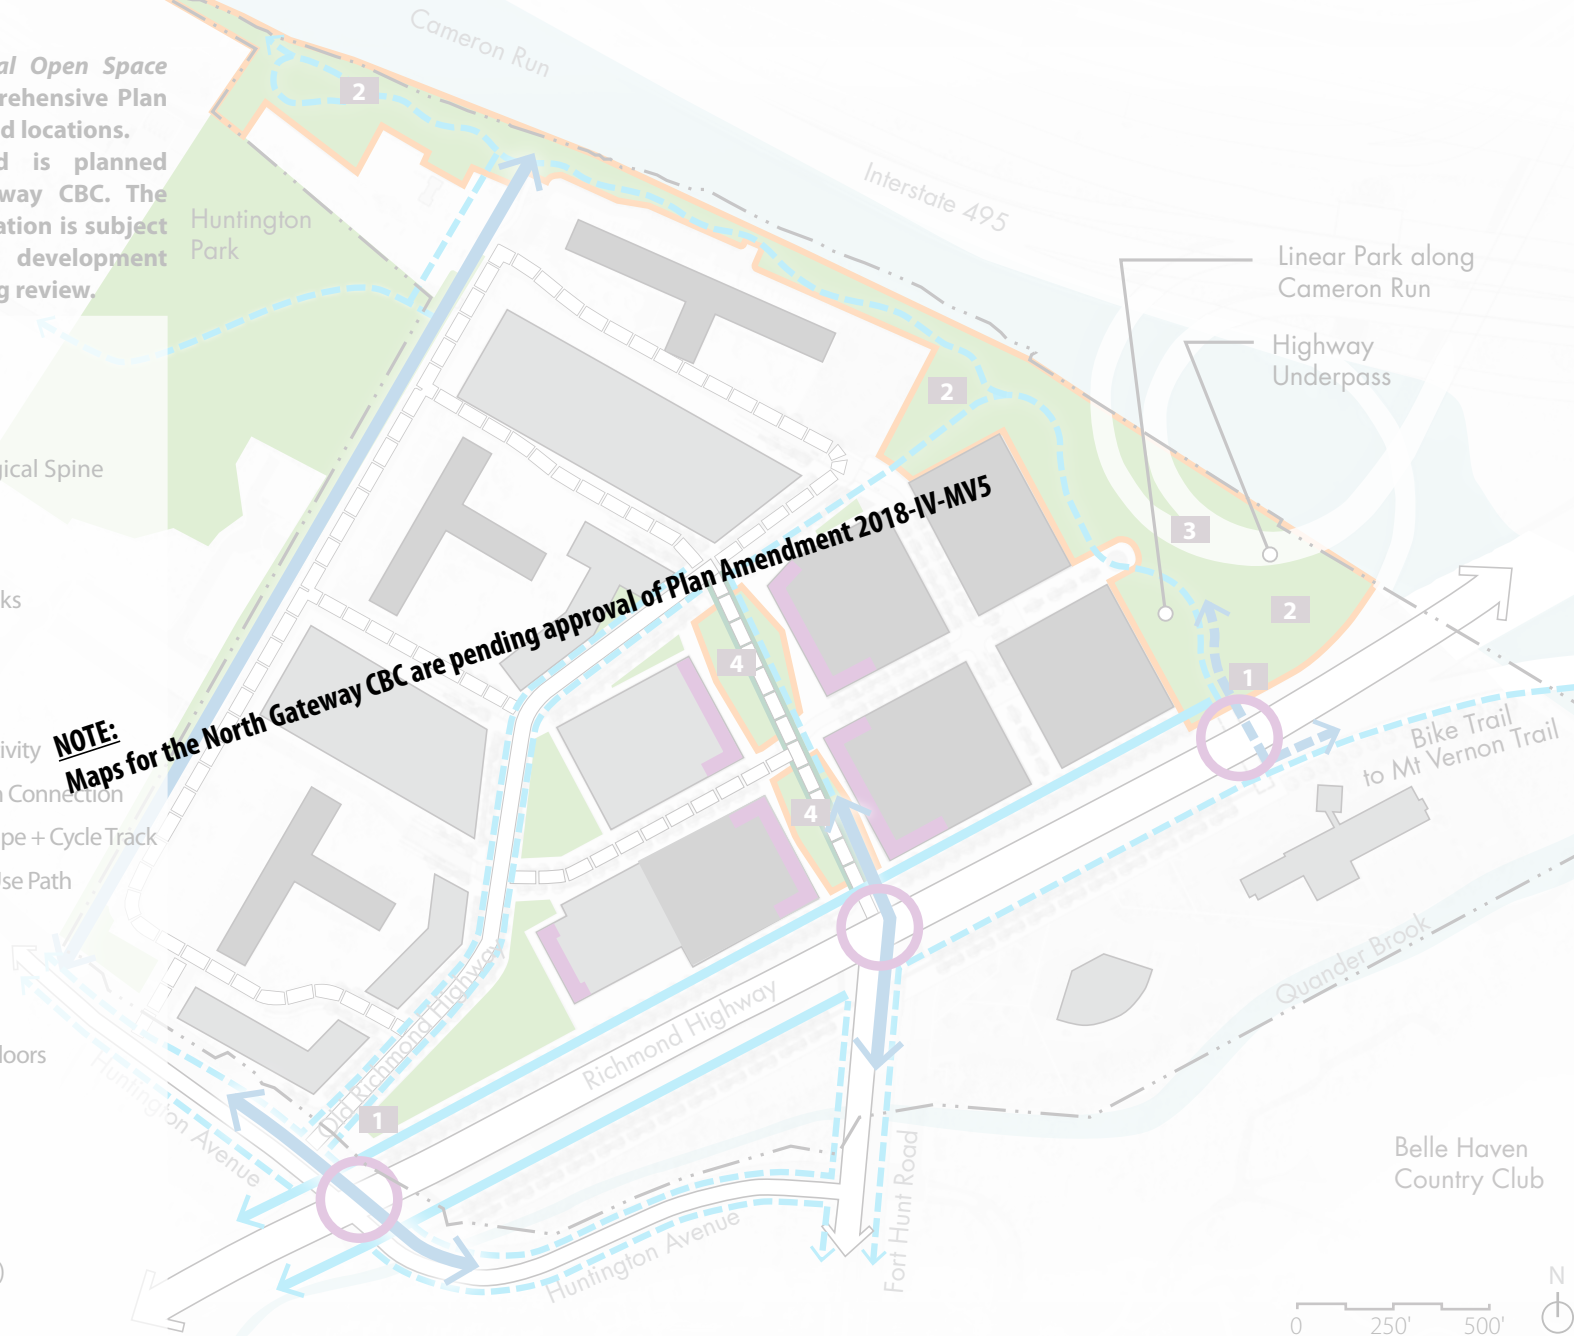 al Open Space
rehensive Plan
d locations.
d is planned
way CBC. The
ation is subject
development
g review.
Cameron Run
2
Huntington
Park
Interstate 495
Linear Park along
Cameron Run
Highway
Underpass
2
gical Spine
3
2
ks
4
1
NOTE:
Maps for the North Gateway CBC are pending approval of Plan Amendment 2018-IV-MV5
ivity
n Connection
pe + Cycle Track
Use Path
4
Bike Trail
to Mt Vernon Trail
Quander Brook
Richmond Highway
Old Richmond Highway
loors
Huntington Avenue
1
Fort Hunt Road
Huntington Avenue
Belle Haven
Country Club
)
N
0 250' 500'